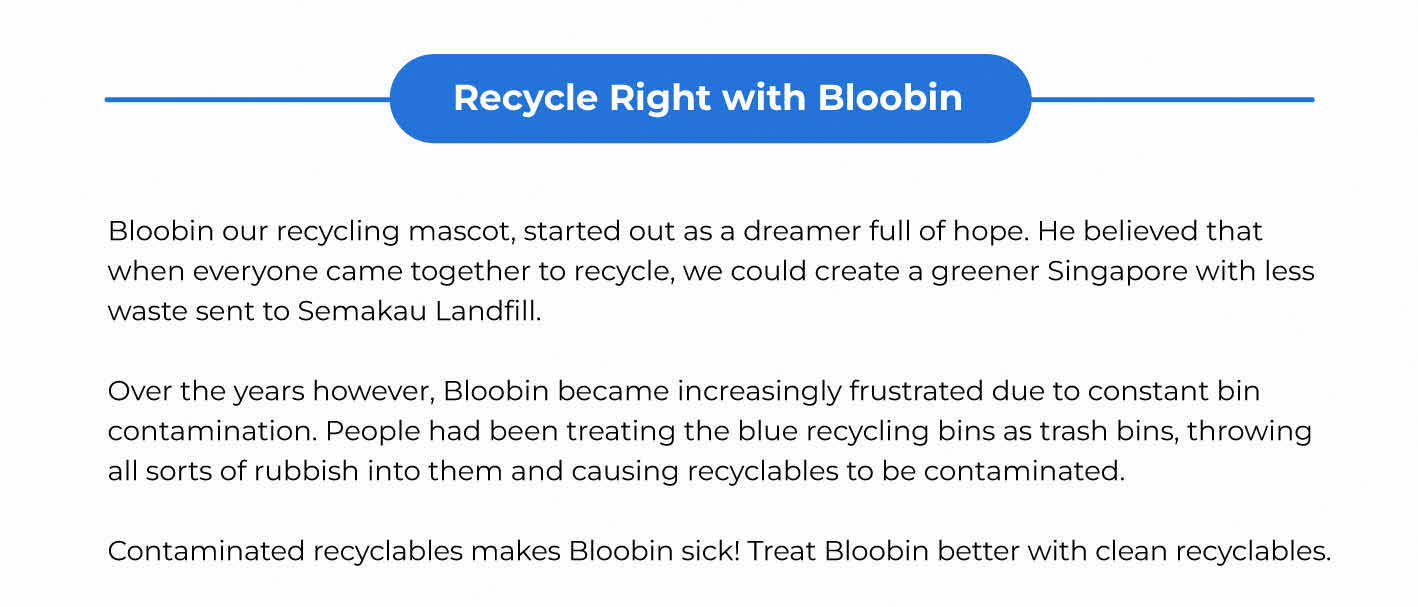 Recycle Right with Bloobin
Bloobin our recycling mascot, started out as a dreamer full of hope. He believed that
when everyone came together to recycle, we could create a greener Singapore with less
waste sent to Semakau Landfill.
Over the years however, Bloobin became increasingly frustrated due to constant bin
contamination. People had been treating the blue recycling bins as trash bins, throwing
all sorts of rubbish into them and causing recyclables to be contaminated.
Contaminated recyclables makes Bloobin sick! Treat Bloobin better with clean recyclables.